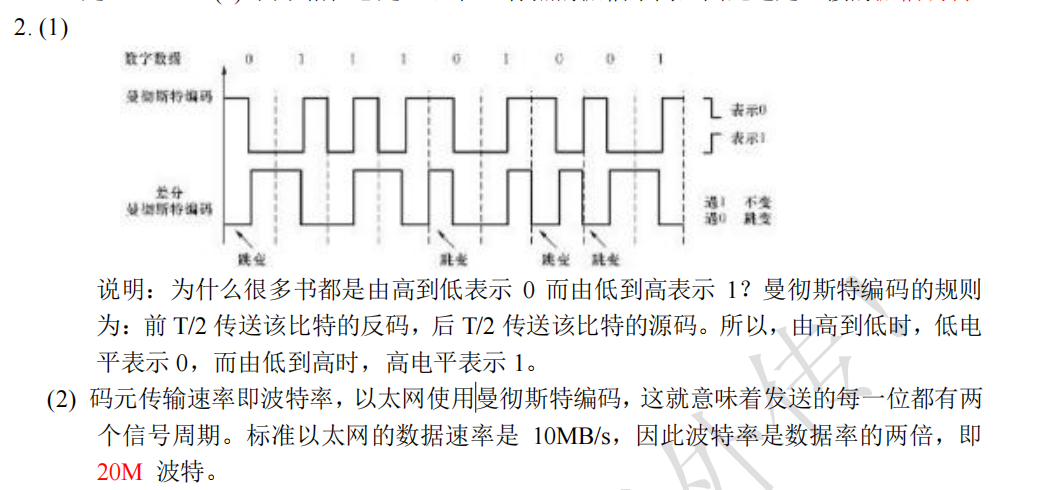 2. (1)
数字数据 0 1 1 1 0 1 0 0 1
曼彻斯特编码
表示0
表示1
差分
曼彻斯特编码
遇1 不变
遇0 跳变
跳变 跳变 跳变 跳变
说明：为什么很多书都是由高到低表示 0 而由低到高表示 1？曼彻斯特编码的规则
为：前 T/2 传送该比特的反码，后 T/2 传送该比特的源码。所以，由高到低时，低电
平表示 0，而由低到高时，高电平表示 1。
(2) 码元传输速率即波特率，以太网使用曼彻斯特编码，这就意味着发送的每一位都有两
个信号周期。标准以太网的数据速率是 10MB/s，因此波特率是数据率的两倍，即
20M 波特。
外传！